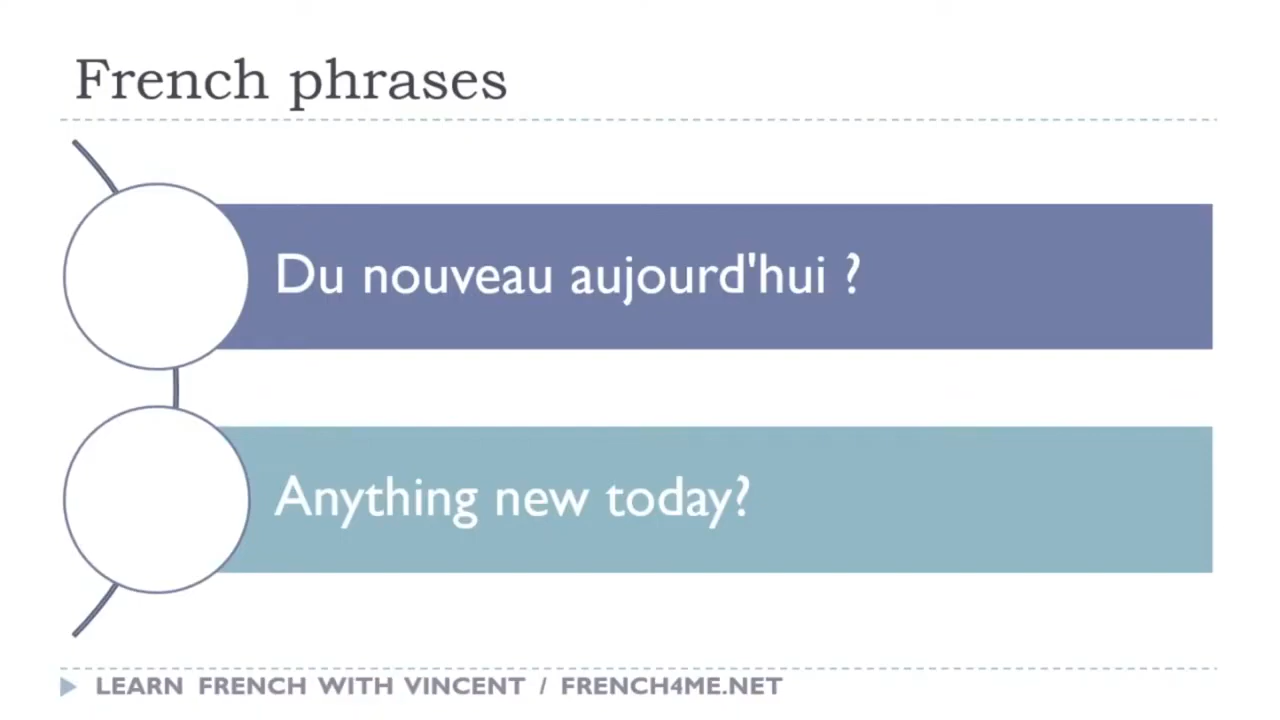 French phrases
Du nouveau aujourd'hui ?
Anything new today?
LEARN FRENCH WITH VINCENT / FRENCH4ME.NET